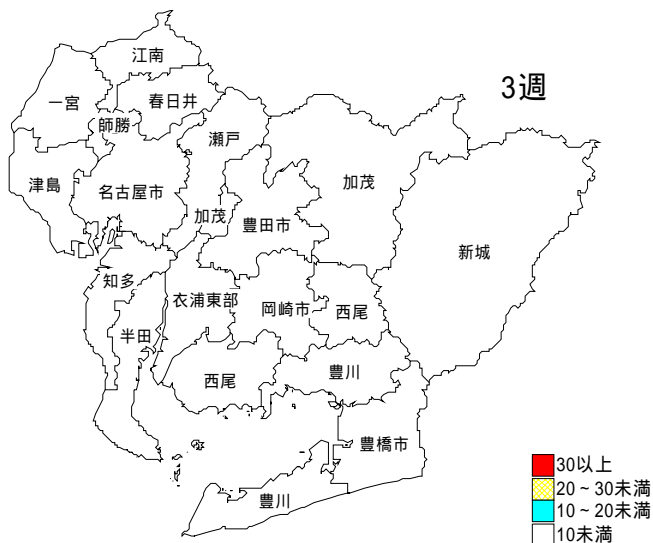 江南
3週
一宮
春日井
師勝
瀬戸
津島
名古屋市
加茂
加茂
豊田市
新城
知多
衣浦東部
岡崎市
西尾
半田
西尾
豊川
豊橋市
豊川
30以上
20~30未満
10~20未満
10未満